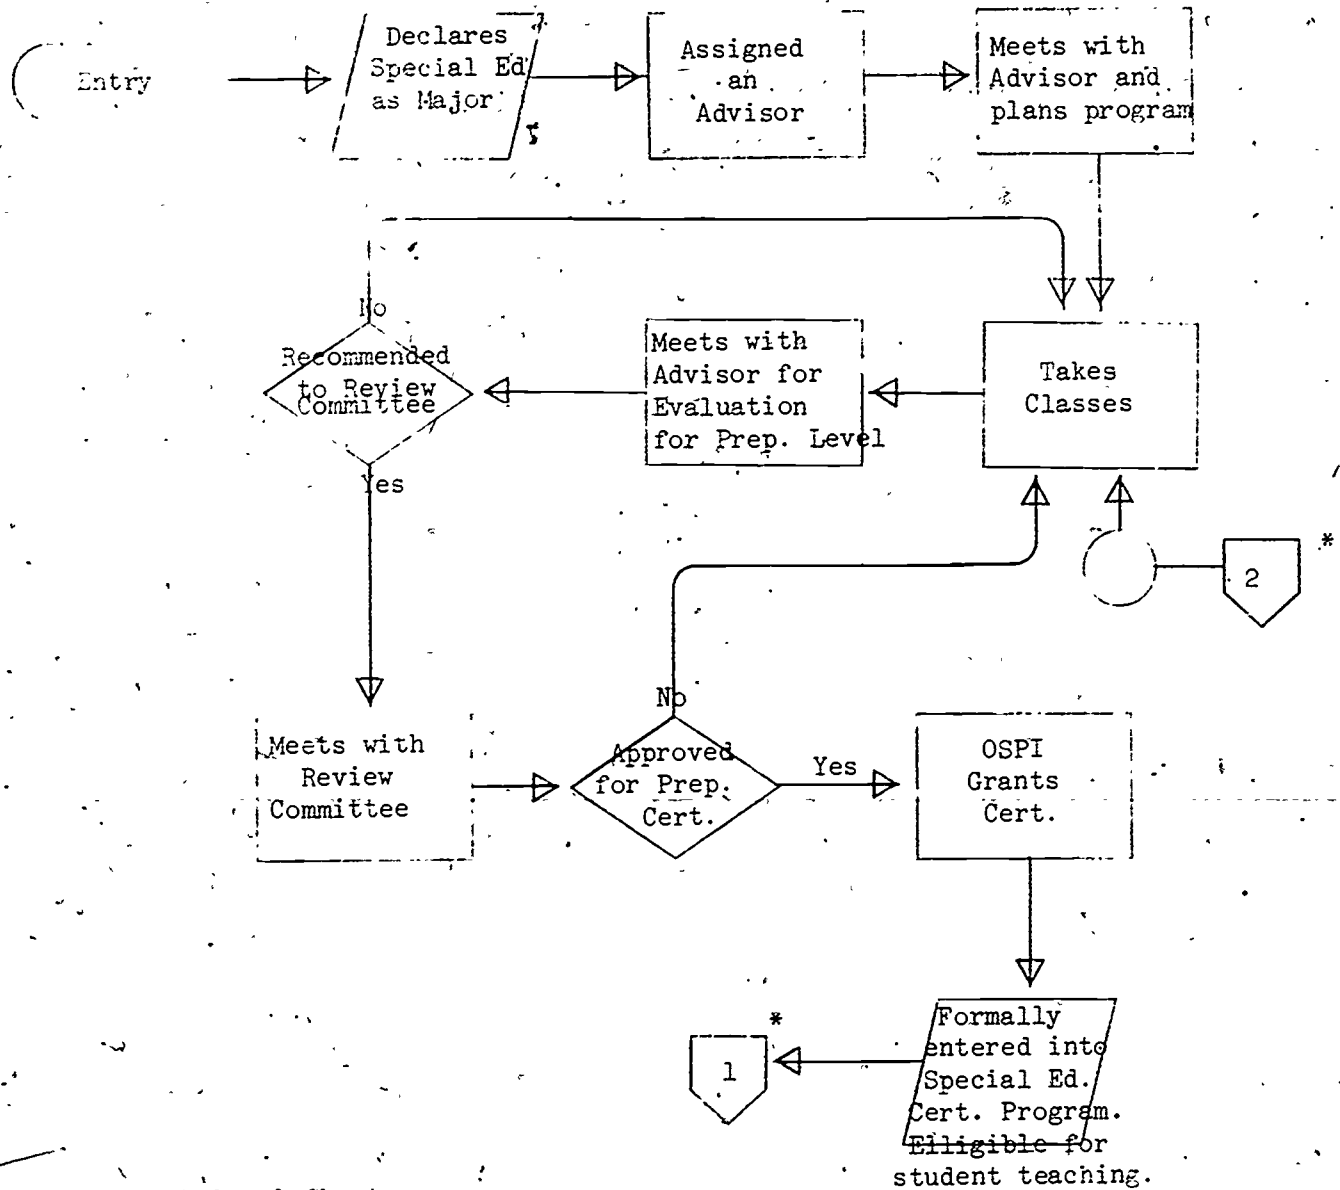 Entry
Declares
Special Ed
as Major
Assigned
an
Advisor
Meets with
Advisor and
plans program
No
Recommended
to Review
Committee
Yes
Meets with
Advisor for
Evaluation
for Prep. Level
Takes
Classes
2
*
Meets with
Review
Committee
No
Approved
for Prep.
Cert.
Yes
OSPI
Grants
Cert.
*
1
Formally
entered into
Special Ed.
Cert. Program.
Eiligible for
student teaching.